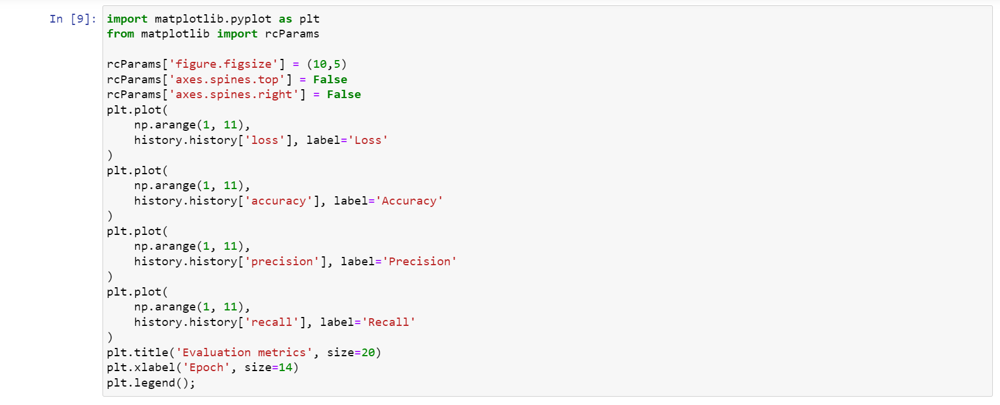 In [9]: import matplotlib.pyplot as plt
from matplotlib import rcParams

rcParams['figure.figsize'] = (10,5)
rcParams['axes.spines.top'] = False
rcParams['axes.spines.right'] = False
plt.plot(
    np.arange(1, 11),
    history.history['loss'], label='Loss'
)
plt.plot(
    np.arange(1, 11),
    history.history['accuracy'], label='Accuracy'
)
plt.plot(
    np.arange(1, 11),
    history.history['precision'], label='Precision'
)
plt.plot(
    np.arange(1, 11),
    history.history['recall'], label='Recall'
)
plt.title('Evaluation metrics', size=20)
plt.xlabel('Epoch', size=14)
plt.legend();